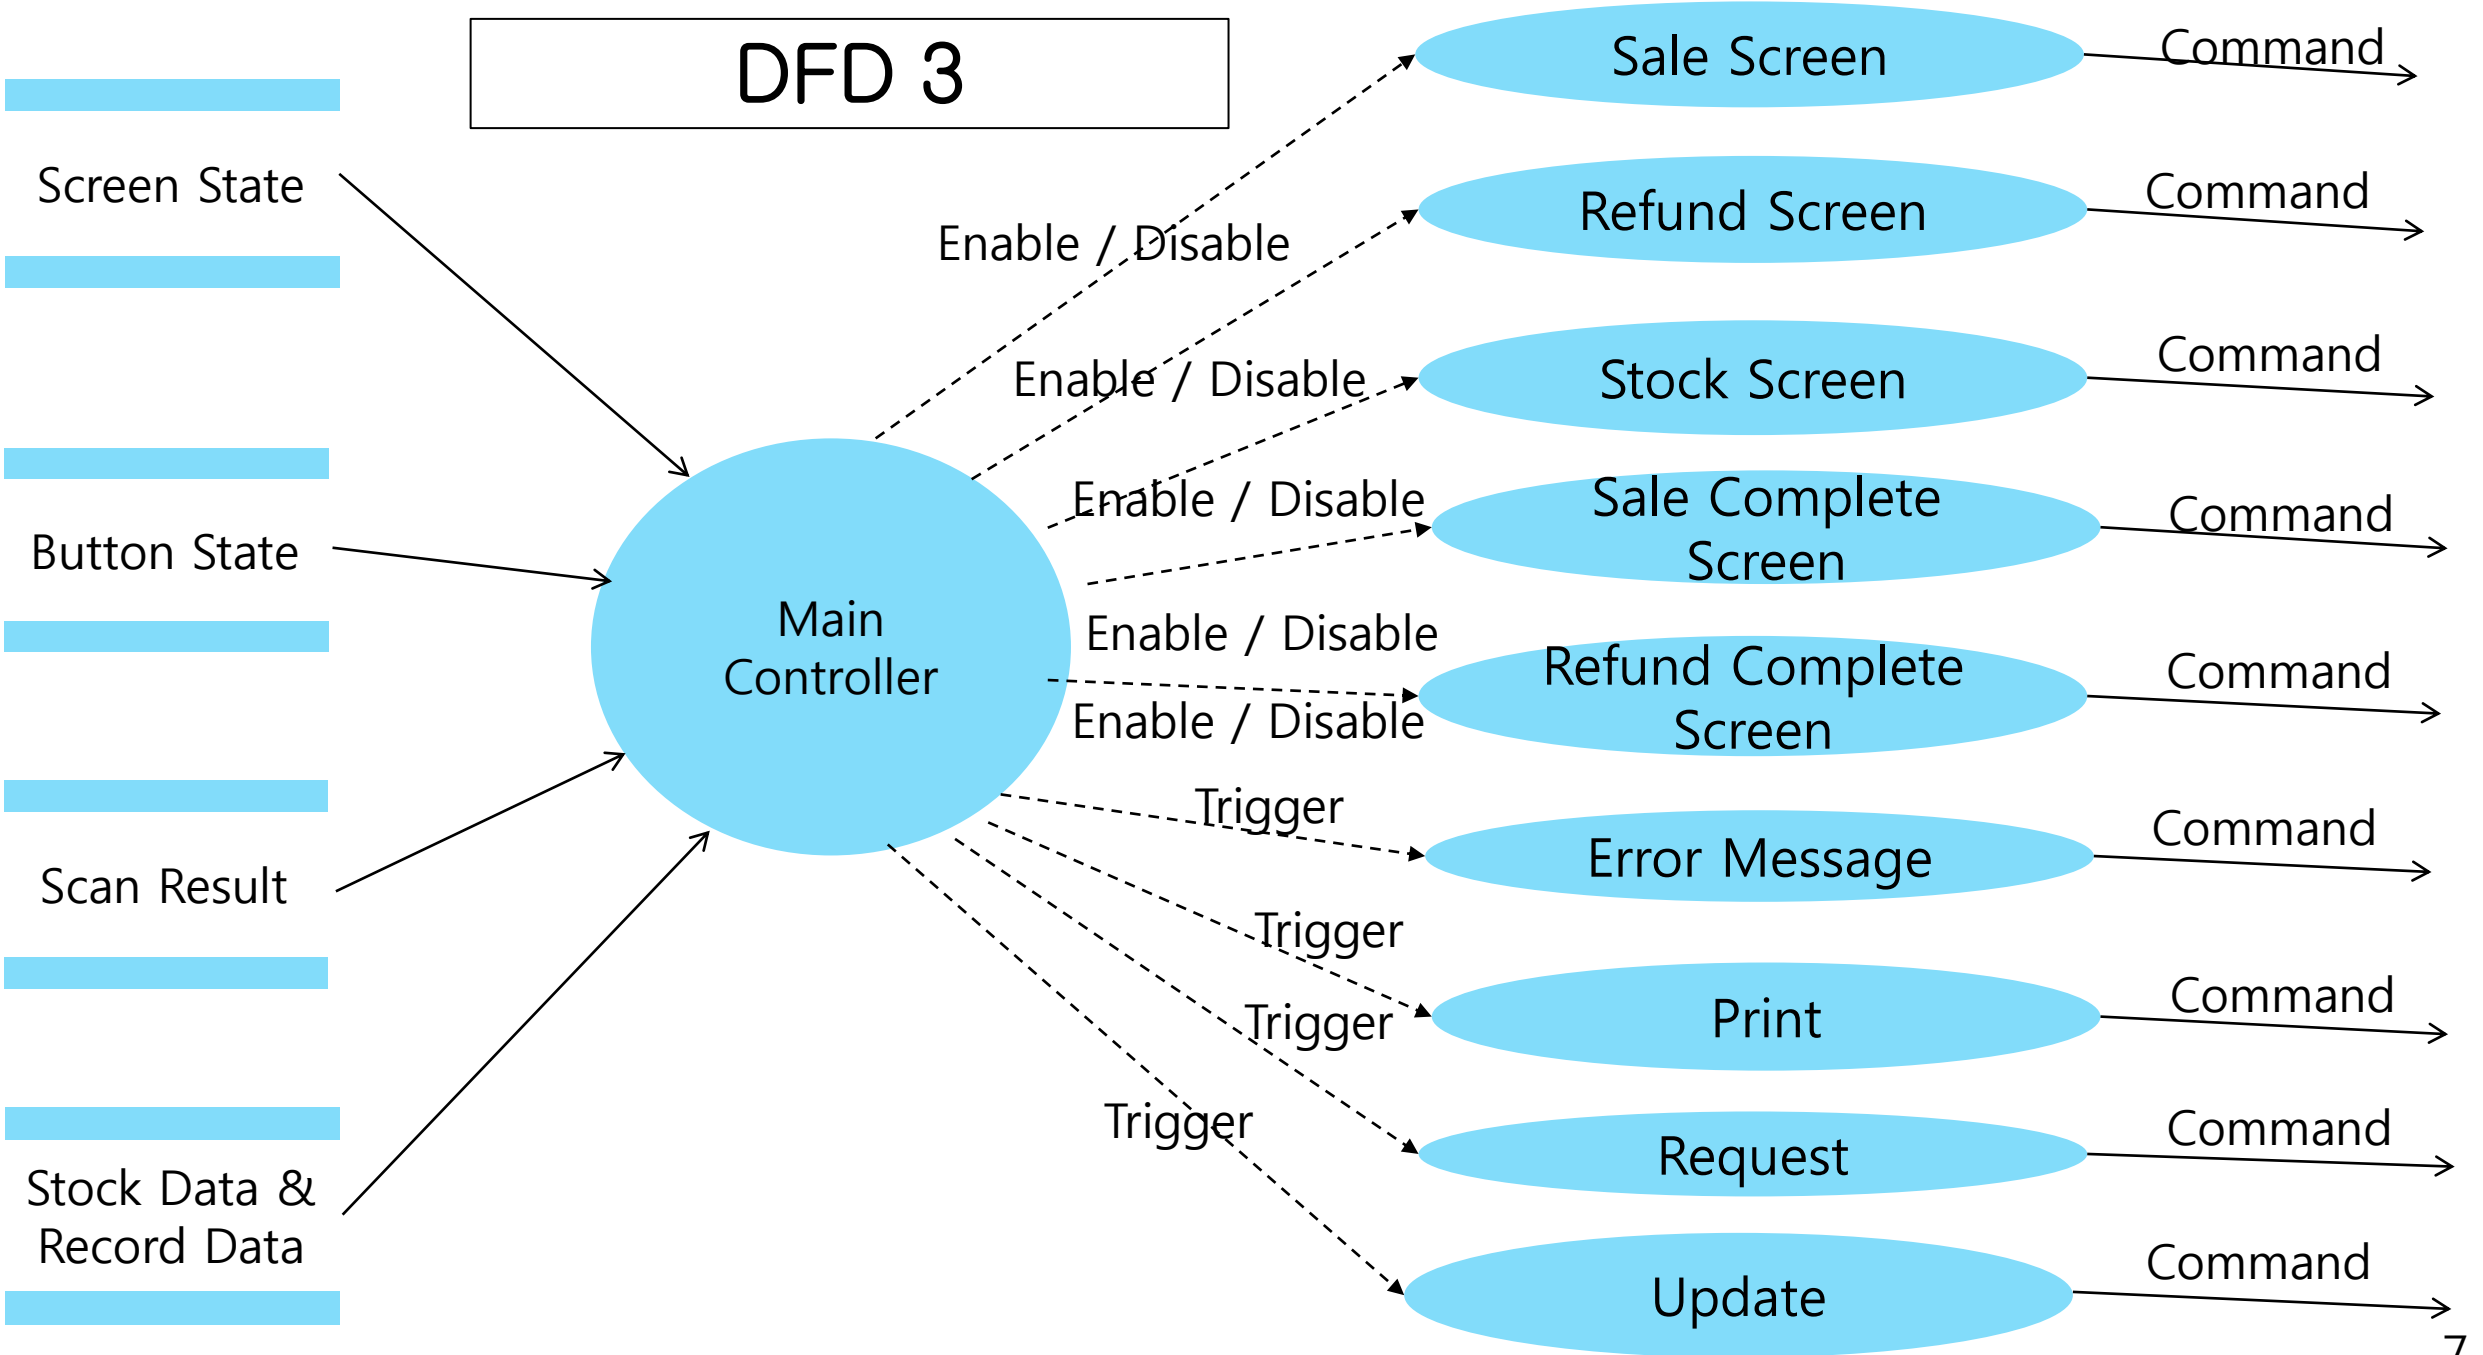 DFD 3
Screen State
Button State
Scan Result
Stock Data &
Record Data
Main
Controller
Enable / Disable
Enable / Disable
Enable / Disable
Enable / Disable
Enable / Disable
Trigger
Trigger
Trigger
Trigger
Sale Screen
Refund Screen
Stock Screen
Sale Complete
Screen
Refund Complete
Screen
Error Message
Print
Request
Update
Command
Command
Command
Command
Command
Command
Command
Command
Command
7